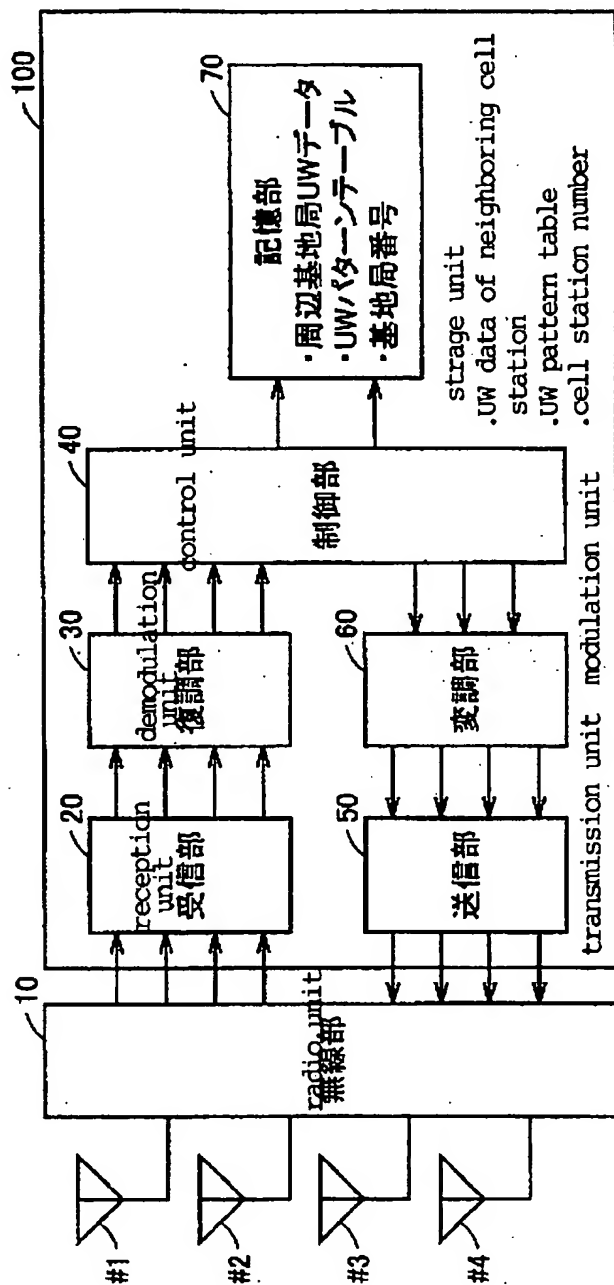 100
10
20
30
40
70
reception
unit
受信部
demodulation
unit
復調部
control unit
制御部
記憶部
・周辺基地局UWデータ
・UWパターンテーブル
・基地局番号
strage unit
.UW data of neighboring cell
station
.UW pattern table
.cell station number
radio unit
無線部
50
60
送信部
変調部
transmission unit
modulation unit
#1
#2
#3
#4